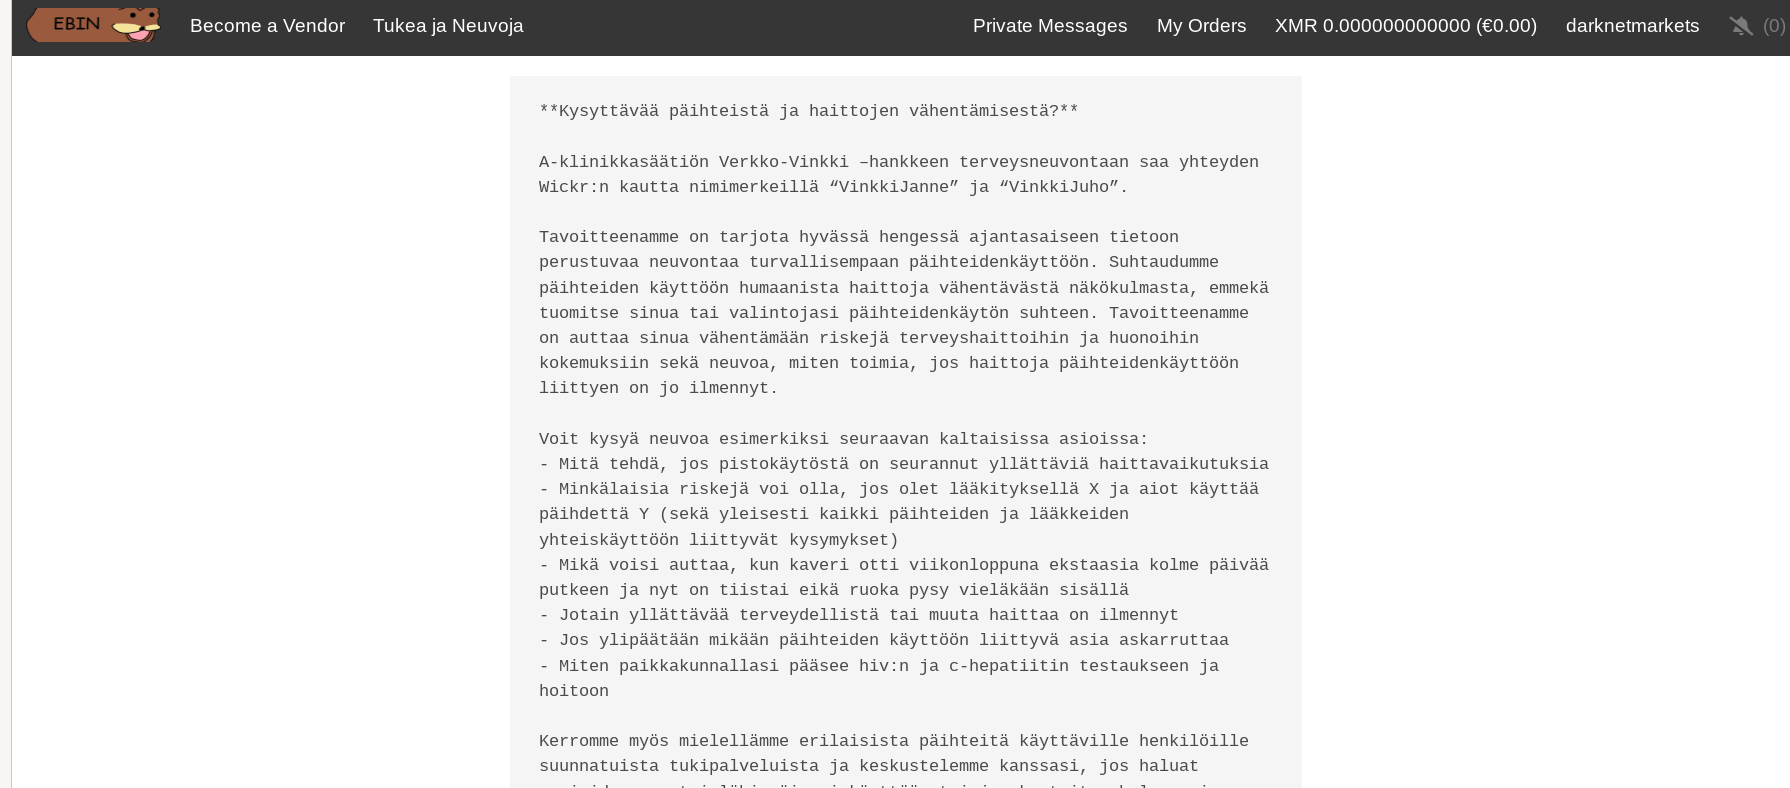 EBIN Become a Vendor Tukea ja Neuvoja Private Messages My Orders XMR 0.000000000000 (€0.00) darknetmarkets (0)
**Kysyttävää päihteistä ja haittojen vähentämisestä?**
A-klinikkasäätiön Verkko-Vinkki –hankkeen terveysneuvontaan saa yhteyden
Wickr:n kautta nimimerkeillä “VinkkiJanne” ja “VinkkiJuho”.
Tavoitteenamme on tarjota hyvässä hengessä ajantasaiseen tietoon
perustuvaa neuvontaa turvallisempaan päihteidenkäyttöön. Suhtaudumme
päihteiden käyttöön humaanista haittoja vähentävästä näkökulmasta, emmekä
tuomitse sinua tai valintojasi päihteidenkäytön suhteen. Tavoitteenamme
on auttaa sinua vähentämään riskejä terveyshaittoihin ja huonoihin
kokemuksiin sekä neuvoa, miten toimia, jos haittoja päihteidenkäyttöön
liittyen on jo ilmennyt.
Voit kysyä neuvoa esimerkiksi seuraavan kaltaisissa asioissa:
- Mitä tehdä, jos pistokäytöstä on seurannut yllättäviä haittavaikutuksia
- Minkälaisia riskejä voi olla, jos olet lääkityksellä X ja aiot käyttää
päihdettä Y (sekä yleisesti kaikki päihteiden ja lääkkeiden
yhteiskäyttöön liittyvät kysymykset)
- Mikä voisi auttaa, kun kaveri otti viikonloppuna ekstaasia kolme päivää
putkeen ja nyt on tiistai eikä ruoka pysy vieläkään sisällä
- Jotain yllättävää terveydellistä tai muuta haittaa on ilmennyt
- Jos ylipäätään mikään päihteiden käyttöön liittyvä asia askarruttaa
- Miten paikkakunnallasi pääsee hiv:n ja c-hepatiitin testaukseen ja
hoitoon
Kerromme myös mielellämme erilaisista päihteitä käyttäville henkilöille
suunnatuista tukipalveluista ja keskustelemme kanssasi, jos haluat